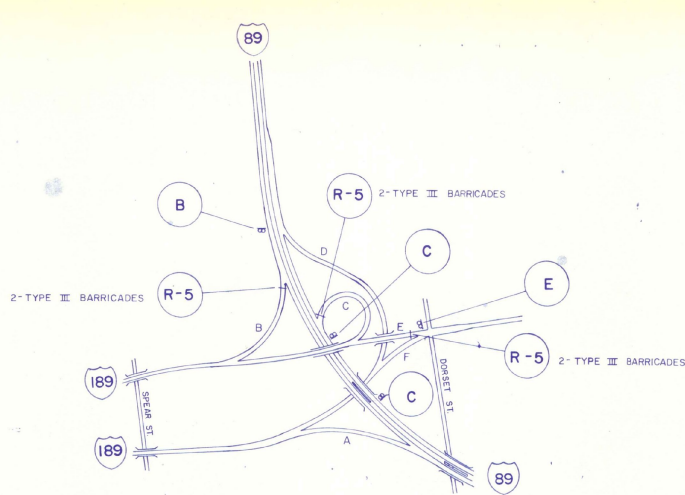 89
R-5
2-TYPE III BARRICADES
B
C
D
E
2-TYPE III BARRICADES
R-5
C
B
E
F
R-5
2-TYPE III BARRICADES
189
SPEAR ST.
DORSET ST.
C
189
A
89